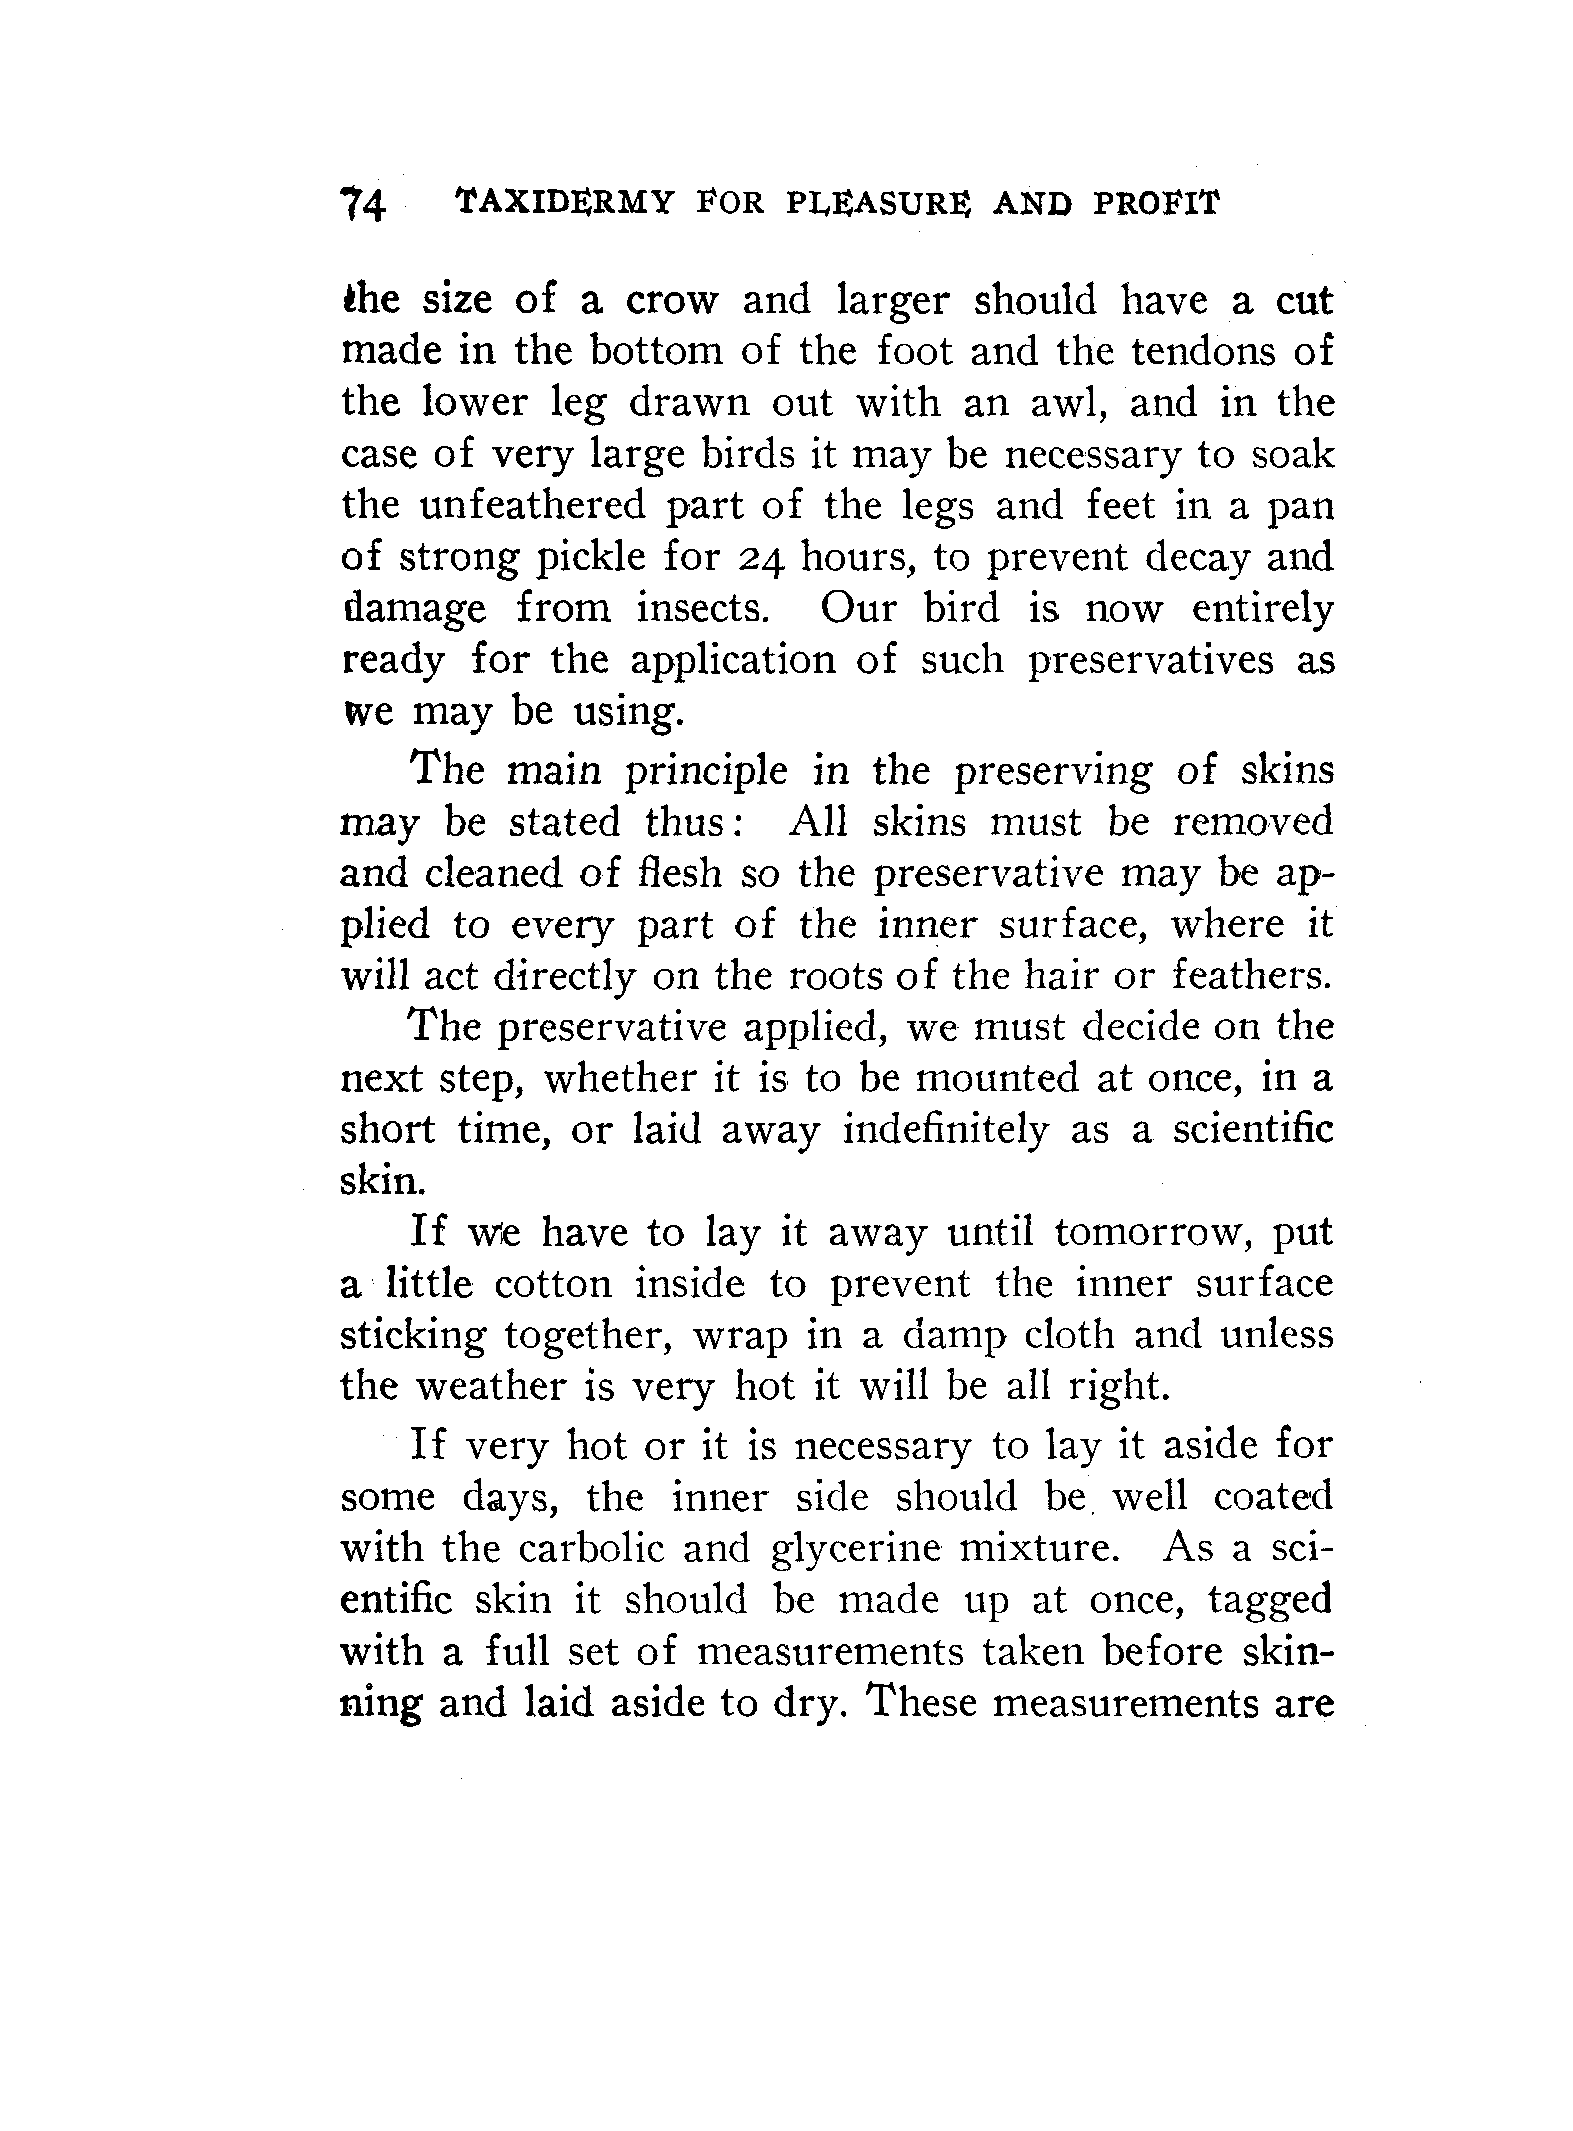 74 TAXIDERMY FOR PLEASURE AND PROFIT
the size of a crow and larger should have a cut
made in the bottom of the foot and the tendons of
the lower leg drawn out with an awl, and in the
case of very large birds it may be necessary to soak
the unfeathered part of the legs and feet in a pan
of strong pickle for 24 hours, to prevent decay and
damage from insects. Our bird is now entirely
ready for the application of such preservatives as
we may be using.
The main principle in the preserving of skins
may be stated thus: All skins must be removed
and cleaned of flesh so the preservative may be ap-
plied to every part of the inner surface, where it
will act directly on the roots of the hair or feathers.
The preservative applied, we must decide on the
next step, whether it is to be mounted at once, in a
short time, or laid away indefinitely as a scientific
skin.
If we have to lay it away until tomorrow, put
a little cotton inside to prevent the inner surface
sticking together, wrap in a damp cloth and unless
the weather is very hot it will be all right.
If very hot or it is necessary to lay it aside for
some days, the inner side should be well coated
with the carbolic and glycerine mixture. As a sci-
entific skin it should be made up at once, tagged
with a full set of measurements taken before skin-
ning and laid aside to dry. These measurements are